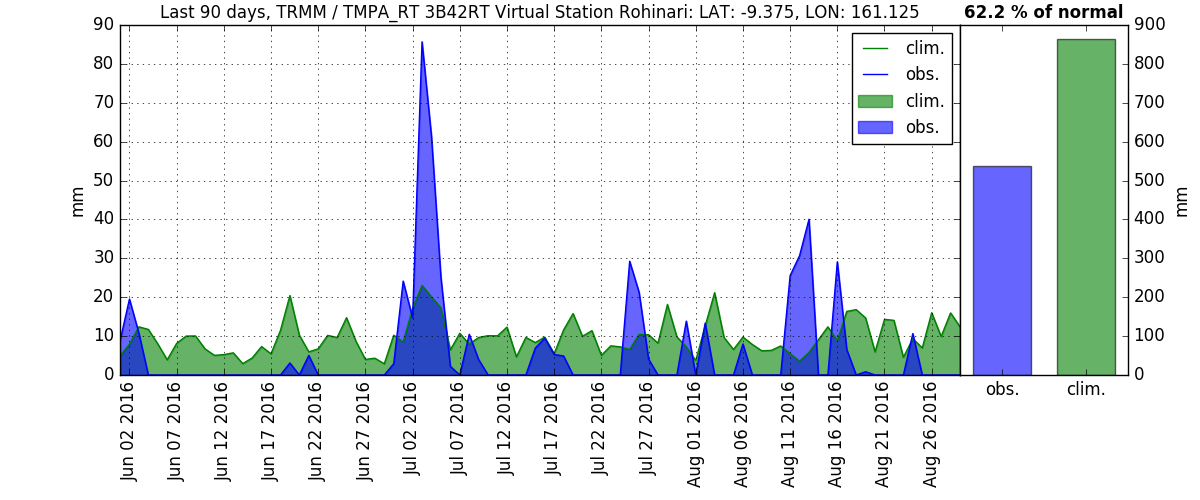 Last 90 days, TRMM / TMPA_RT 3B42RT Virtual Station Rohinari: LAT: -9.375, LON: 161.125
62.2 % of normal
90
80
70
60
50
40
30
20
10
0
mm
clim.
obs.
clim.
obs.
Jun 02 2016
Jun 07 2016
Jun 12 2016
Jun 17 2016
Jun 22 2016
Jun 27 2016
Jul 02 2016
Jul 07 2016
Jul 12 2016
Jul 17 2016
Jul 22 2016
Jul 27 2016
Aug 01 2016
Aug 06 2016
Aug 11 2016
Aug 16 2016
Aug 21 2016
Aug 26 2016
900
800
700
600
500
400
300
200
100
0
mm
obs.
clim.